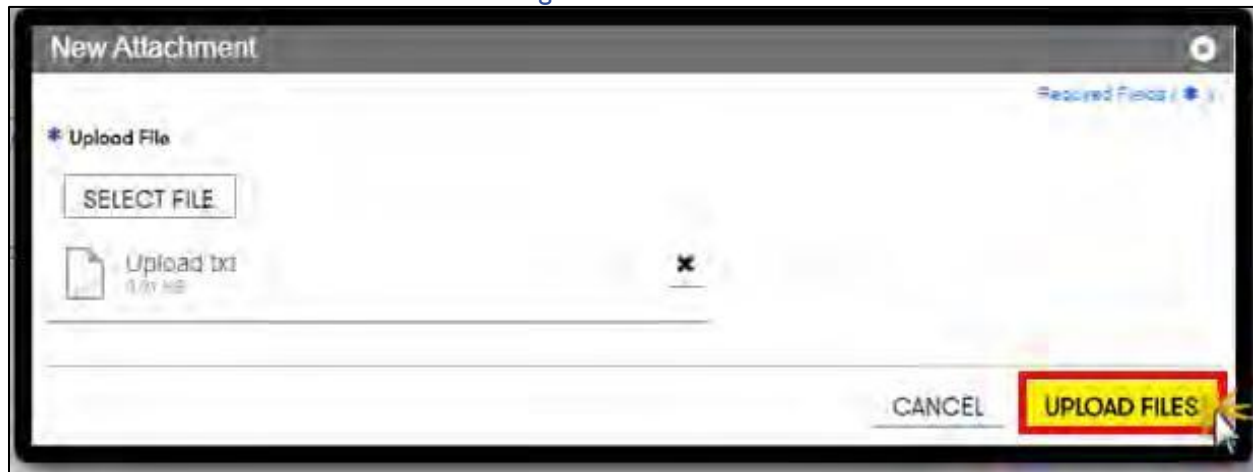 New Attachment
Required Fields ( * )
* Upload File
SELECT FILE
Upload txt
CANCEL
UPLOAD FILES